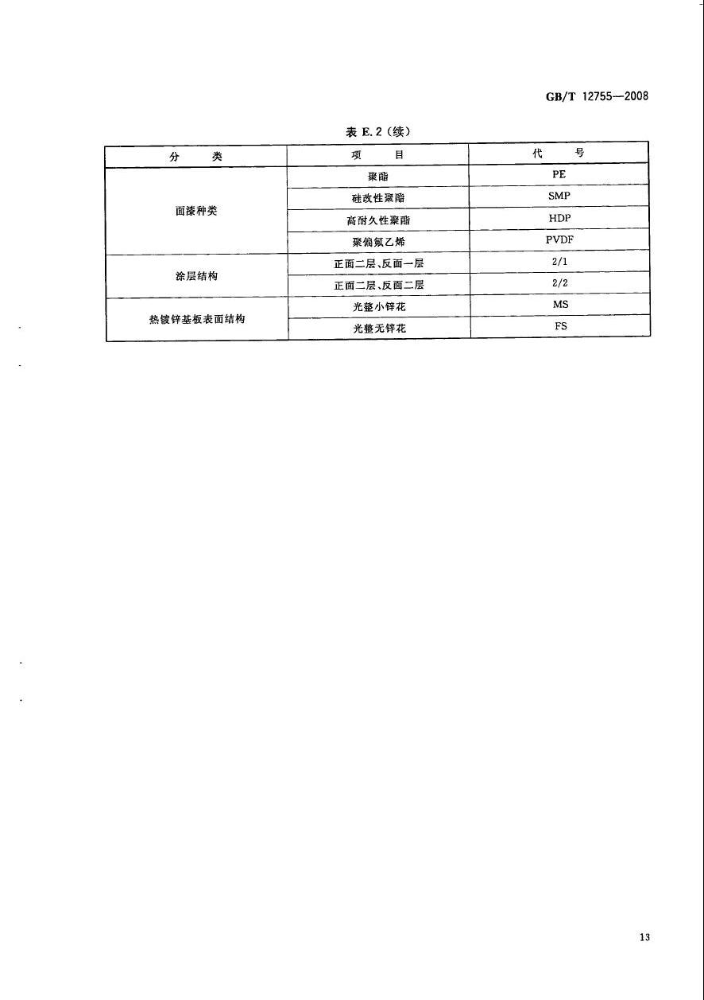 GB/T 12755—2008
表 E.2(续)
分 类 项 目 代 号
面漆种类
聚酯 PE
硅改性聚酯 SMP
高耐久性聚酯 HDP
聚偏氟乙烯 PVDF
涂层结构
正面二层、反面一层 2/1
正面二层、反面二层 2/2
热镀锌基板表面结构
光整小锌花 MS
光整无锌花 FS
13